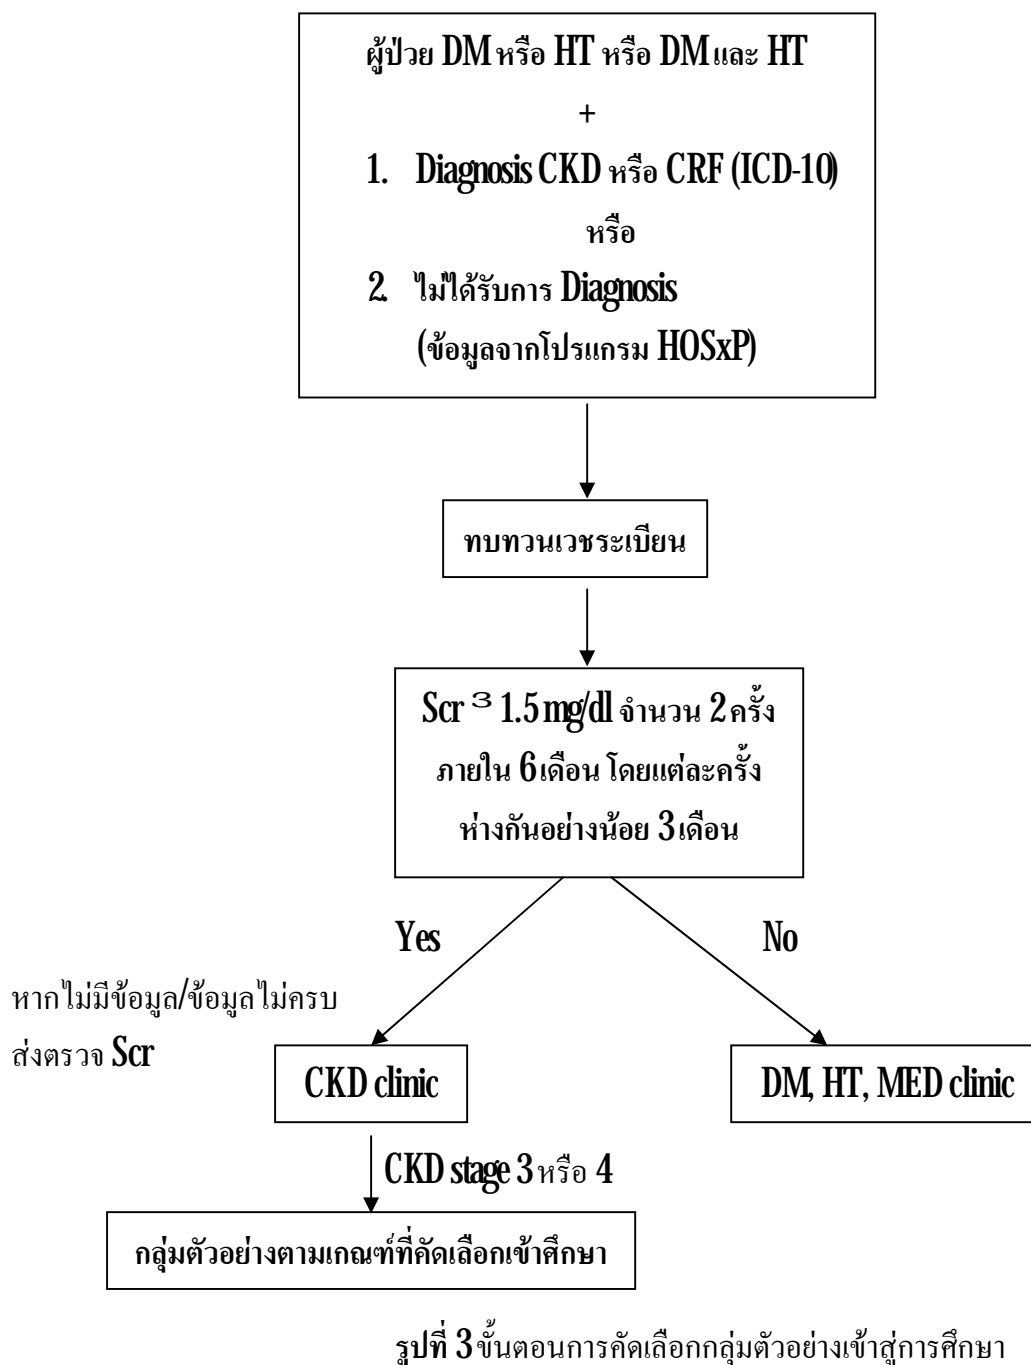 ผู้ป่วย DM หรือ HT หรือ DM และ HT
+
1. Diagnosis CKD หรือ CRF (ICD-10)
หรือ
2. ไม่ได้รับการ Diagnosis
(ข้อมูลจากโปรแกรม HOSxP)
ทบทวนเวชระเบียน
Scr ³ 1.5 mg/dl จำนวน 2 ครั้ง
ภายใน 6 เดือน โดยแต่ละครั้ง
ห่างกันอย่างน้อย 3 เดือน
Yes
No
หากไม่มีข้อมูล/ข้อมูลไม่ครบ
ส่งตรวจ Scr
CKD clinic
DM, HT, MED clinic
CKD stage 3 หรือ 4
กลุ่มตัวอย่างตามเกณฑ์ที่คัดเลือกเข้าศึกษา
รูปที่ 3 ขั้นตอนการคัดเลือกกลุ่มตัวอย่างเข้าสู่การศึกษา